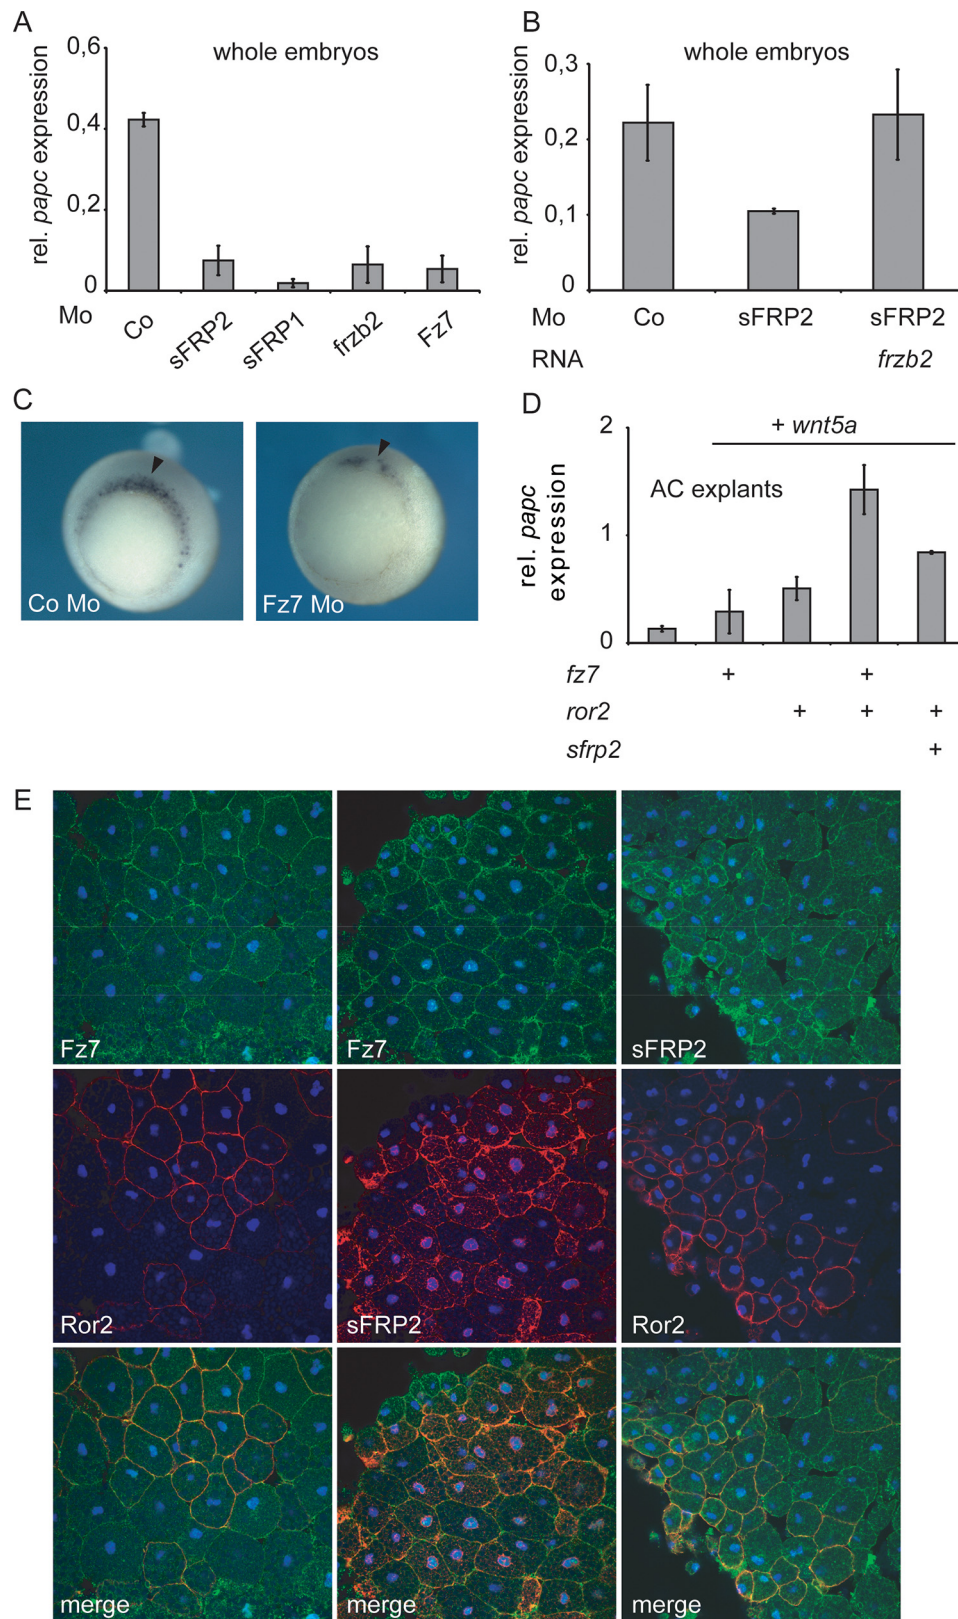 A
whole embryos
rel. papc expression
0,6
0,4
0,2
0
Mo
Co
sFRP2
sFRP1
frzb2
Fz7
B
whole embryos
rel. papc expression
0,3
0,2
0,1
0
Mo Co sFRP2 sFRP2
RNA frzb2
C
Co Mo
Fz7 Mo
D
+ wnt5a
AC explants
rel. papc
expression
2
1
0
fz7 + +
ror2 + + +
sfrp2 +
E
Fz7
Fz7
sFRP2
Ror2
sFRP2
Ror2
merge
merge
merge